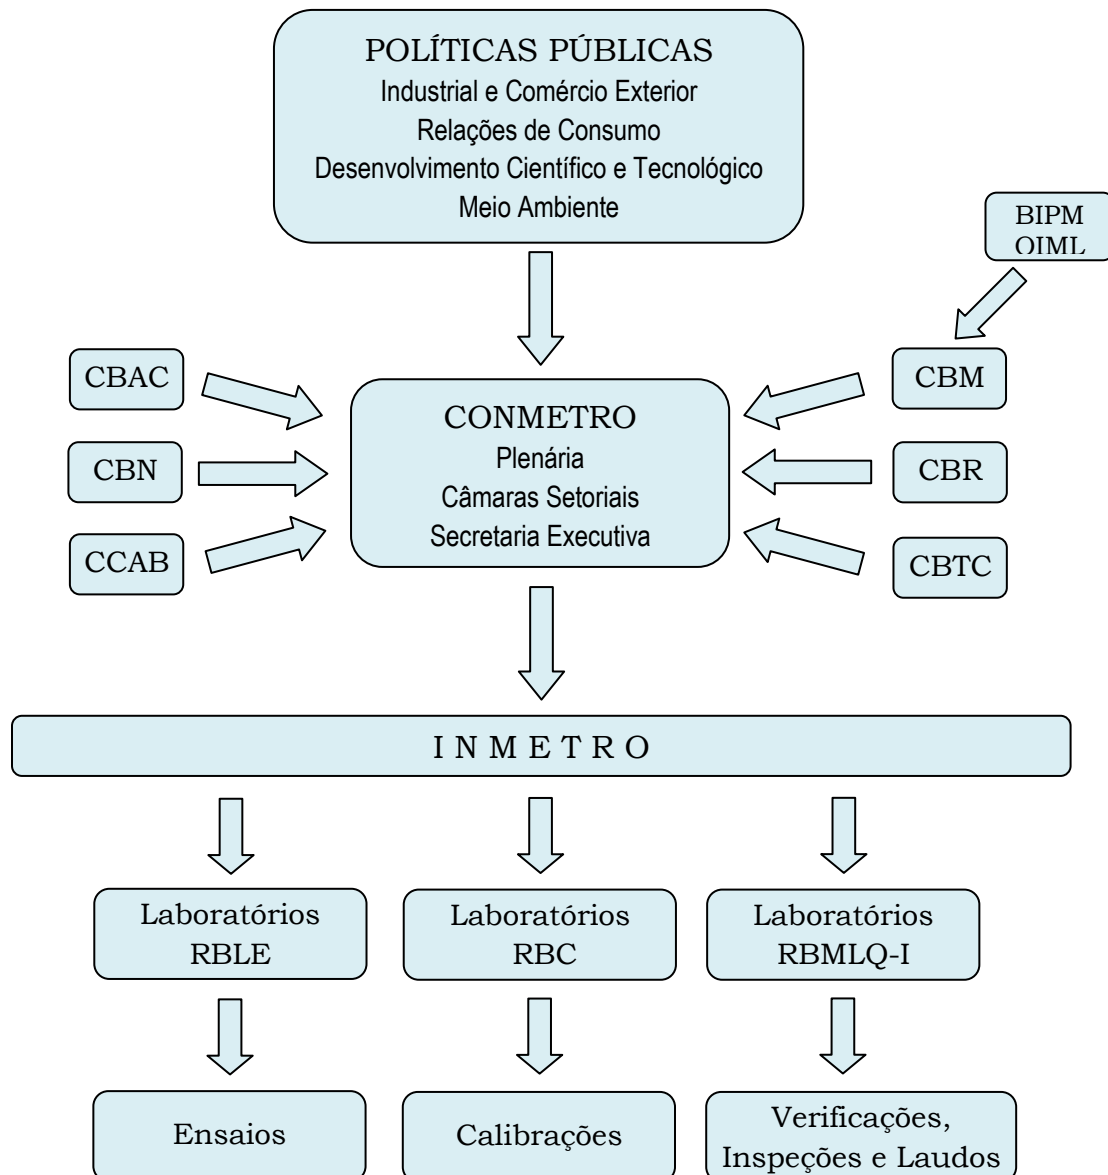 POLÍTICAS PÚBLICAS
Industrial e Comércio Exterior
Relações de Consumo
Desenvolvimento Científico e Tecnológico
Meio Ambiente
BIPM
OIML
CBAC
CBN
CCAB
CONMETRO
Plenária
Câmaras Setoriais
Secretaria Executiva
CBM
CBR
CBTC
I N M E T R O
Laboratórios
RBLE
Laboratórios
RBC
Laboratórios
RBMLQ-I
Ensaios
Calibrações
Verificações,
Inspeções e Laudos